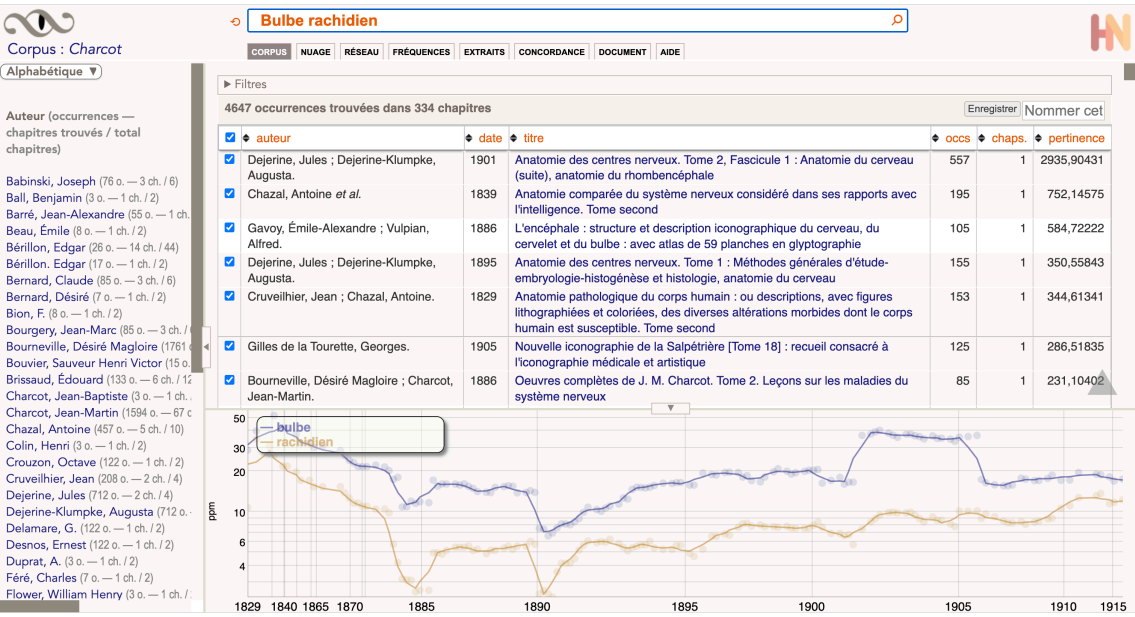 Bulbe rachidien
HN
Corpus : Charcot
CORPUS NUAGE RÉSEAU FRÉQUENCES EXTRAITS CONCORDANCE DOCUMENT AIDE
Alphabétique ▼
Auteur (occurrences —
chapitres trouvés / total
chapitres)
Babinski, Joseph (76 o. — 3 ch. / 6)
Ball, Benjamin (3 o. — 1 ch. / 2)
Barré, Jean-Alexandre (55 o. — 1 ch.
Beau, Émile (8 o. — 1 ch. / 2)
Bérillon, Edgar (26 o. — 14 ch. / 44)
Bérillon. Edgar (17 o. — 1 ch. / 2)
Bernard, Claude (85 o. — 3 ch. / 6)
Bernard, Désiré (7 o. — 1 ch. / 2)
Bion, F. (8 o. — 1 ch. / 2)
Bourgery, Jean-Marc (85 o. — 3 ch. /
Bourneville, Désiré Magloire (1761
Bouvier, Sauveur Henri Victor (15 o.
Brissaud, Édouard (133 o. — 6 ch. / 12
Charcot, Jean-Baptiste (3 o. — 1 ch. /
Charcot, Jean-Martin (1594 o. — 67 c
Chazal, Antoine (457 o. — 5 ch. / 10)
Colin, Henri (3 o. — 1 ch. / 2)
Crouzon, Octave (122 o. — 1 ch. / 2)
Cruveilhier, Jean (208 o. — 2 ch. / 4)
Dejerine, Jules (712 o. — 2 ch. / 4)
Dejerine-Klumpke, Augusta (712 o.
Delamare, G. (122 o. — 1 ch. / 2)
Desnos, Ernest (122 o. — 1 ch. / 2)
Duprat, A. (3 o. — 1 ch. / 2)
Féré, Charles (7 o. — 1 ch. / 2)
Flower, William Henry (3 o. — 1 ch. /
▶ Filtres
4647 occurrences trouvées dans 334 chapitres
Enregistrer Nommer cet
auteur date titre occs chaps. pertinence
Dejerine, Jules ; Dejerine-Klumpke, 1901 Anatomie des centres nerveux. Tome 2, Fascicule 1 : Anatomie du cerveau 557 1 2935,90431
Augusta. (suite), anatomie du rhombencéphale
Chazal, Antoine et al. 1839 Anatomie comparée du système nerveux considéré dans ses rapports avec 195 1 752,14575
l'intelligence. Tome second
Gavoy, Émile-Alexandre ; Vulpian, 1886 L'encéphale : structure et description iconographique du cerveau, du 105 1 584,72222
Alfred. cervelet et du bulbe : avec atlas de 59 planches en glyptographie
Dejerine, Jules ; Dejerine-Klumpke, 1895 Anatomie des centres nerveux. Tome 1 : Méthodes générales d'étude- 155 1 350,55843
Augusta. embryologie-histogénèse et histologie, anatomie du cerveau
Cruveilhier, Jean ; Chazal, Antoine. 1829 Anatomie pathologique du corps humain : ou descriptions, avec figures 153 1 344,61341
lithographiées et coloriées, des diverses altérations morbides dont le corps
humain est susceptible. Tome second
Gilles de la Tourette, Georges. 1905 Nouvelle iconographie de la Salpétrière [Tome 18] : recueil consacré à 125 1 286,51835
l'iconographie médicale et artistique
Bourneville, Désiré Magloire ; Charcot, 1886 Oeuvres complètes de J. M. Charcot. Tome 2. Leçons sur les maladies du 85 1 231,10402
Jean-Martin. système nerveux
bulbe
rachidien
ppm
50
30
20
10
6
4
1829 1840 1865 1870 1885 1890 1895 1900 1905 1910 1915